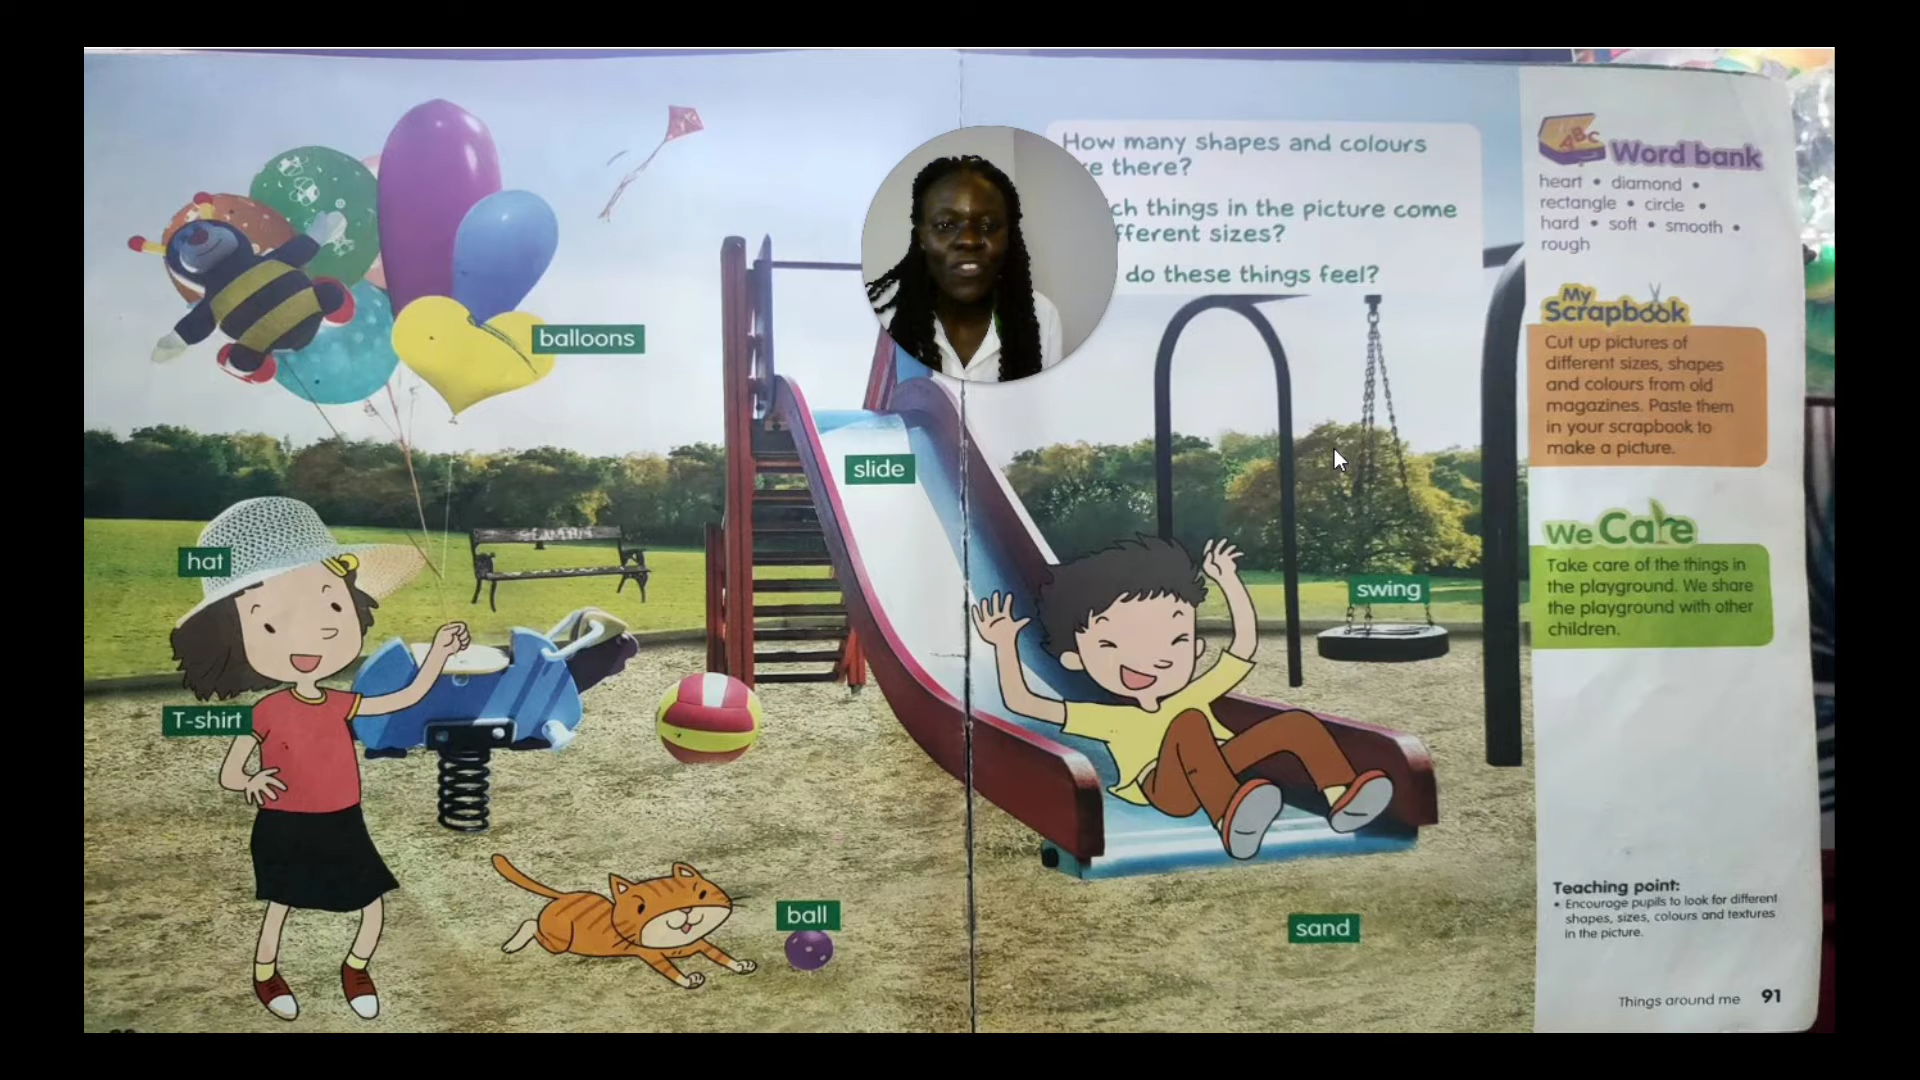 How many shapes and colours
there?
things in the picture come
sizes?
do these things feel?
balloons
slide
hat
T-shirt
swing
ball
sand
ABC
Word bank
heart • diamond •
rectangle • circle •
hard • soft • smooth •
rough
My
Scrapbook
Cut up pictures of
different sizes, shapes
and colours from old
magazines. Paste them
in your scrapbook to
make a picture.
We Care
Take care of the things in
the playground. We share
the playground with other
children.
Teaching point:
• Encourage pupils to look for different
shapes, sizes, colours and textures
in the picture.
Things around me 91